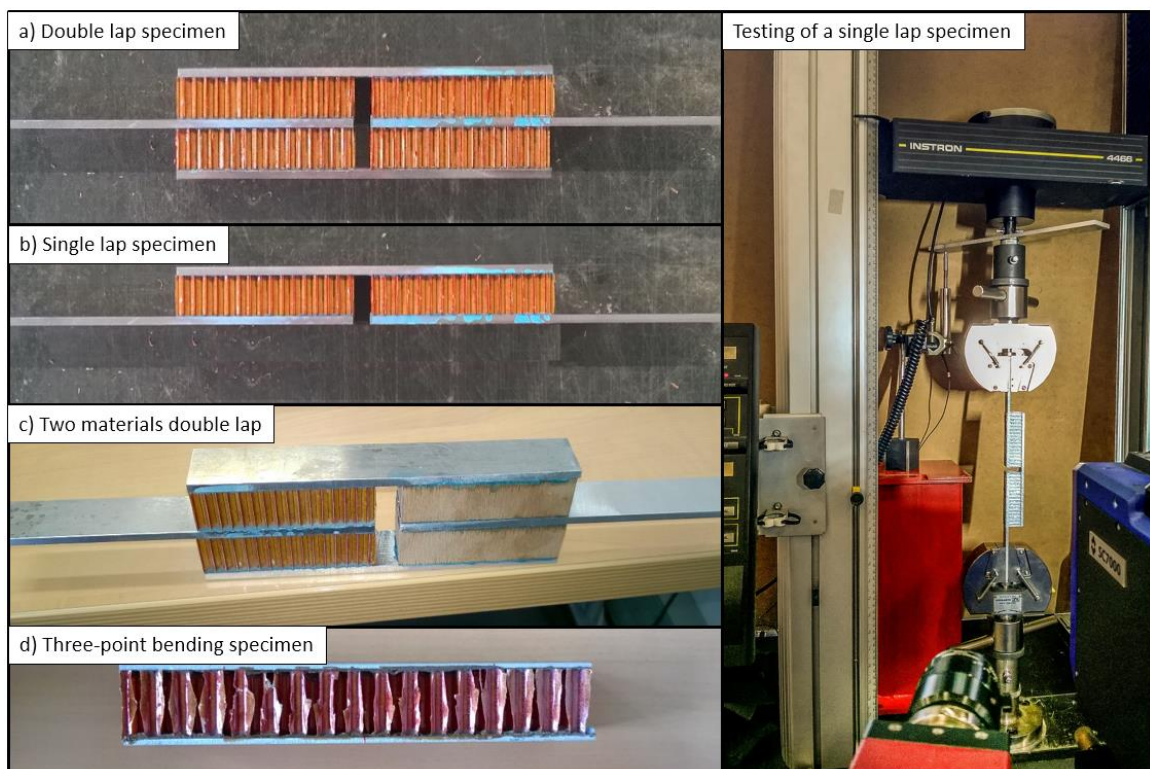 a) Double lap specimen
b) Single lap specimen
c) Two materials double lap
d) Three-point bending specimen
Testing of a single lap specimen
INSTRON 4466
SC7000